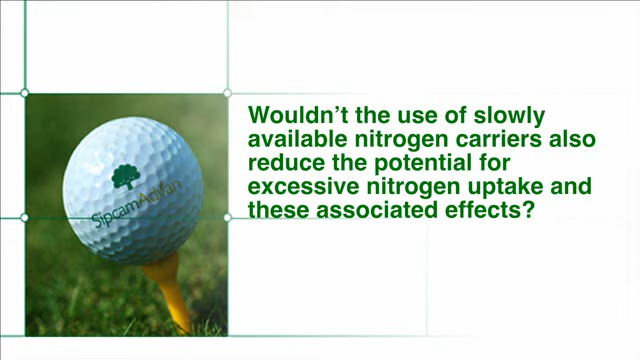 SipcamAdvan
Wouldn't the use of slowly
available nitrogen carriers also
reduce the potential for
excessive nitrogen uptake and
these associated effects?